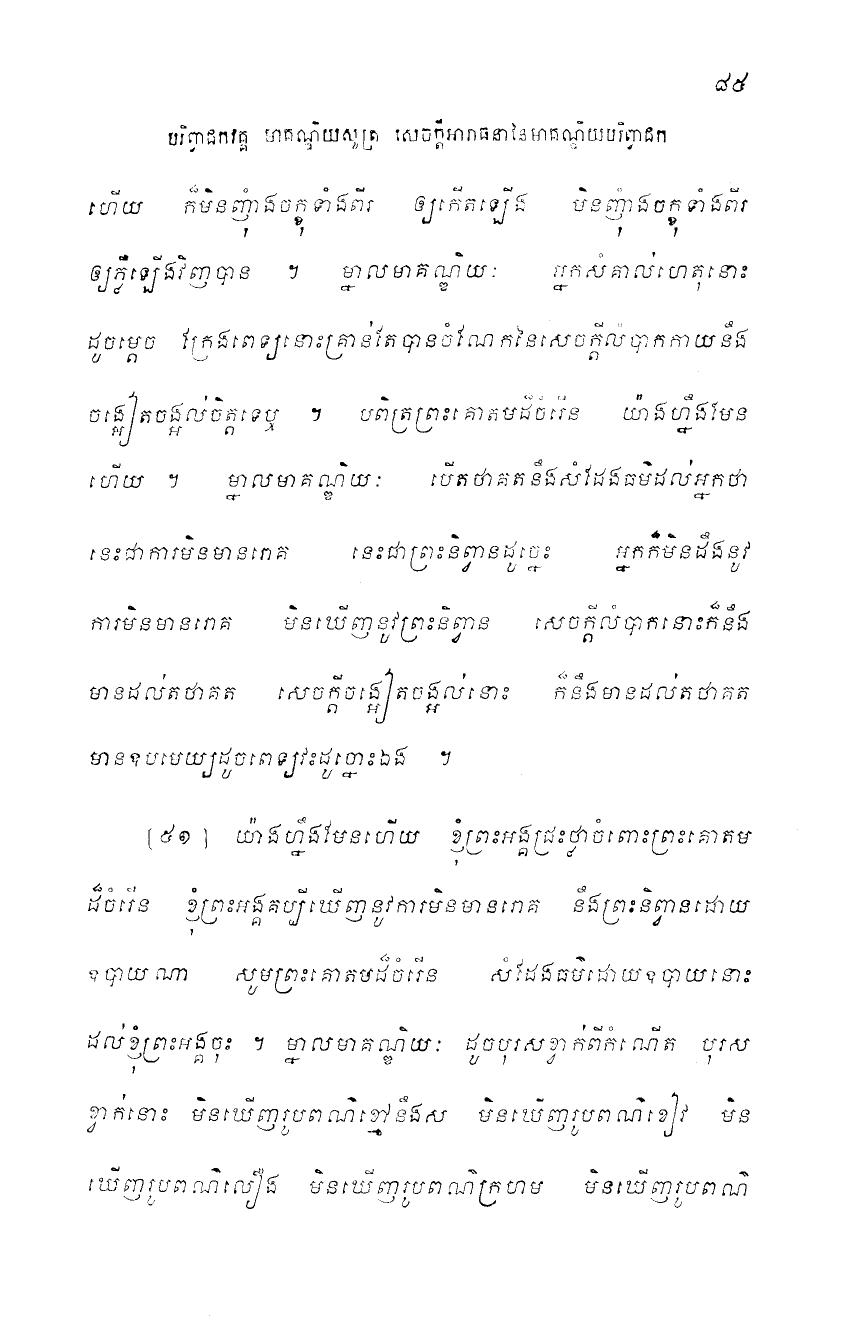 ៨៥
បរិព្វាជកវគ្គ មាគណ្ឌិយសូត្រ សេចក្តីអារាធនានៃមាគណ្ឌិយបរិព្វាជក
ហើយ ក៏មិនញុំាងចក្ខុទាំងពីរ ឲ្យកើតឡើង មិនញុំាងចក្ខុទាំងពីរ
ឲ្យភ្លឺឡើងវិញបាន ។ ម្នាលមាគណ្ឌិយៈ អ្នកសំគាល់ហេតុនោះ
ដូចម្តេច ក្រែងពេទ្យនោះគ្រាន់តែបានចំណែកនៃសេចក្តីលំបាកកាយនឹង
ចង្អៀតចង្អល់ចិត្តទេឬ ។ បពិត្រព្រះគោតមដ៏ចំរើន យ៉ាងហ្នឹងមែន
ហើយ ។ ម្នាលមាគណ្ឌិយៈ បើតថាគតនឹងសំដែងធម៌ដល់អ្នកថា
នេះជាការមិនមានរោគ នេះជាព្រះនិព្វានដូច្នេះ អ្នកក៏មិនដឹងនូវ
ការមិនមានរោគ មិនឃើញនូវព្រះនិព្វាន សេចក្តីលំបាកនោះក៏នឹង
មានដល់តថាគត សេចក្តីចង្អៀតចង្អល់នោះ ក៏នឹងមានដល់តថាគត
មានឧបមេយ្យដូចពេទ្យវះដូច្នោះឯង ។
[៥១] យ៉ាងហ្នឹងមែនហើយ ខ្ញុំព្រះអង្គជ្រះថ្លាចំពោះព្រះគោតម
ដ៏ចំរើន ខ្ញុំព្រះអង្គគប្បីឃើញនូវការមិនមានរោគ នឹងព្រះនិព្វានដោយ
ឧបាយណា សូមព្រះគោតមដ៏ចំរើន សំដែងធម៌ដោយឧបាយនោះ
ដល់ខ្ញុំព្រះអង្គចុះ ។ ម្នាលមាគណ្ឌិយៈ ដូចបុរសខ្វាក់ពីកំណើត បុរស
ខ្វាក់នោះ មិនឃើញរូបពណ៌ខ្មៅនឹងស មិនឃើញរូបពណ៌ខៀវ មិន
ឃើញរូបពណ៌លឿង មិនឃើញរូបពណ៌ក្រហម មិនឃើញរូបពណ៌